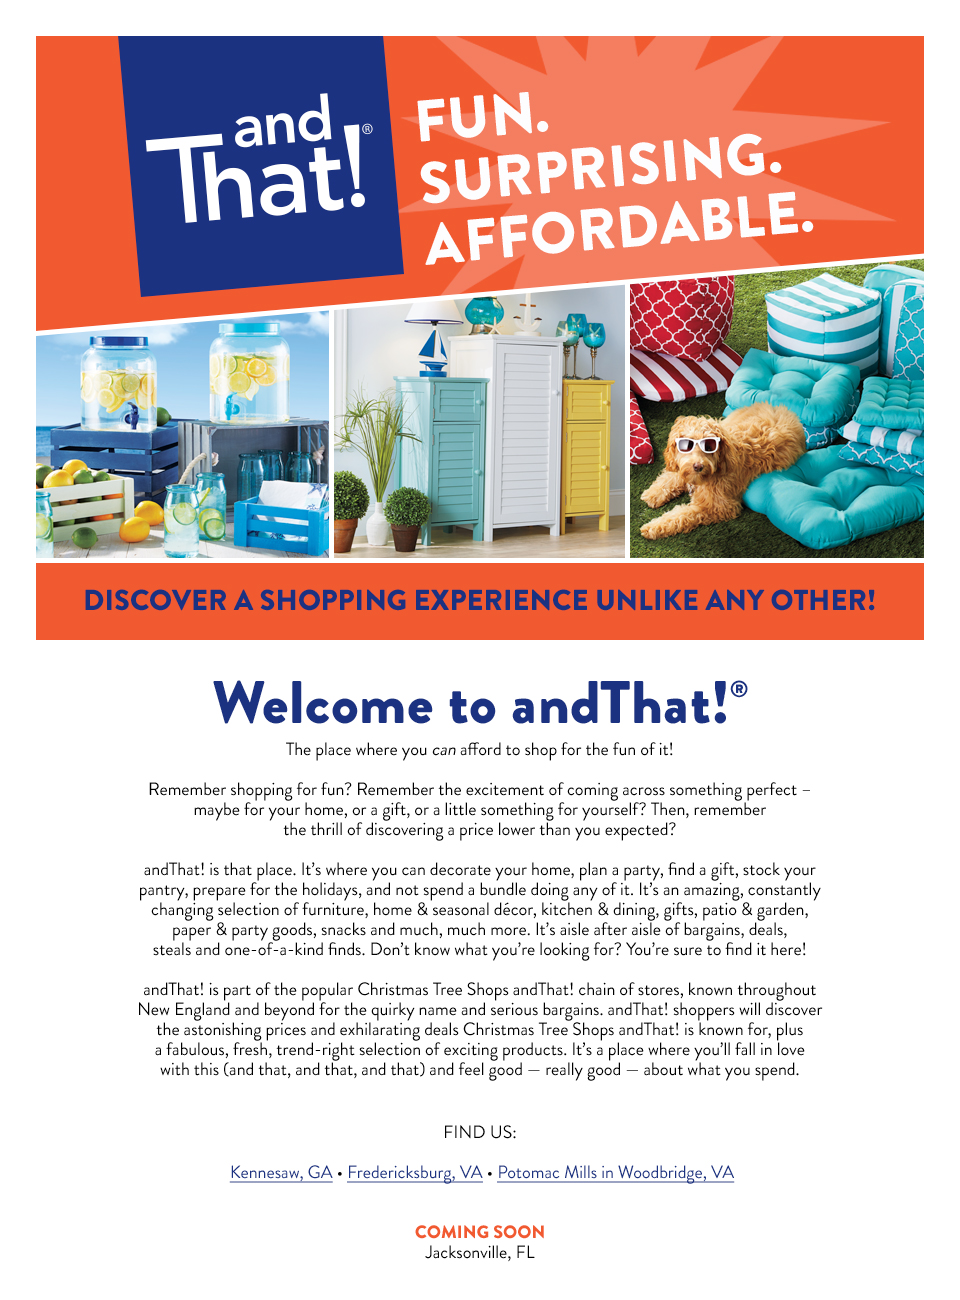 and
That!®
FUN.
SURPRISING.
AFFORDABLE.
DISCOVER A SHOPPING EXPERIENCE UNLIKE ANY OTHER!
Welcome to andThat!®
The place where you can afford to shop for the fun of it!
Remember shopping for fun? Remember the excitement of coming across something perfect –
maybe for your home, or a gift, or a little something for yourself? Then, remember
the thrill of discovering a price lower than you expected?
andThat! is that place. It's where you can decorate your home, plan a party, find a gift, stock your
pantry, prepare for the holidays, and not spend a bundle doing any of it. It's an amazing, constantly
changing selection of furniture, home & seasonal décor, kitchen & dining, gifts, patio & garden,
paper & party goods, snacks and much, much more. It's aisle after aisle of bargains, deals,
steals and one-of-a-kind finds. Don't know what you're looking for? You're sure to find it here!
andThat! is part of the popular Christmas Tree Shops andThat! chain of stores, known throughout
New England and beyond for the quirky name and serious bargains. andThat! shoppers will discover
the astonishing prices and exhilarating deals Christmas Tree Shops andThat! is known for, plus
a fabulous, fresh, trend-right selection of exciting products. It's a place where you'll fall in love
with this (and that, and that, and that) and feel good — really good — about what you spend.
FIND US:
Kennesaw, GA • Fredericksburg, VA • Potomac Mills in Woodbridge, VA
COMING SOON
Jacksonville, FL